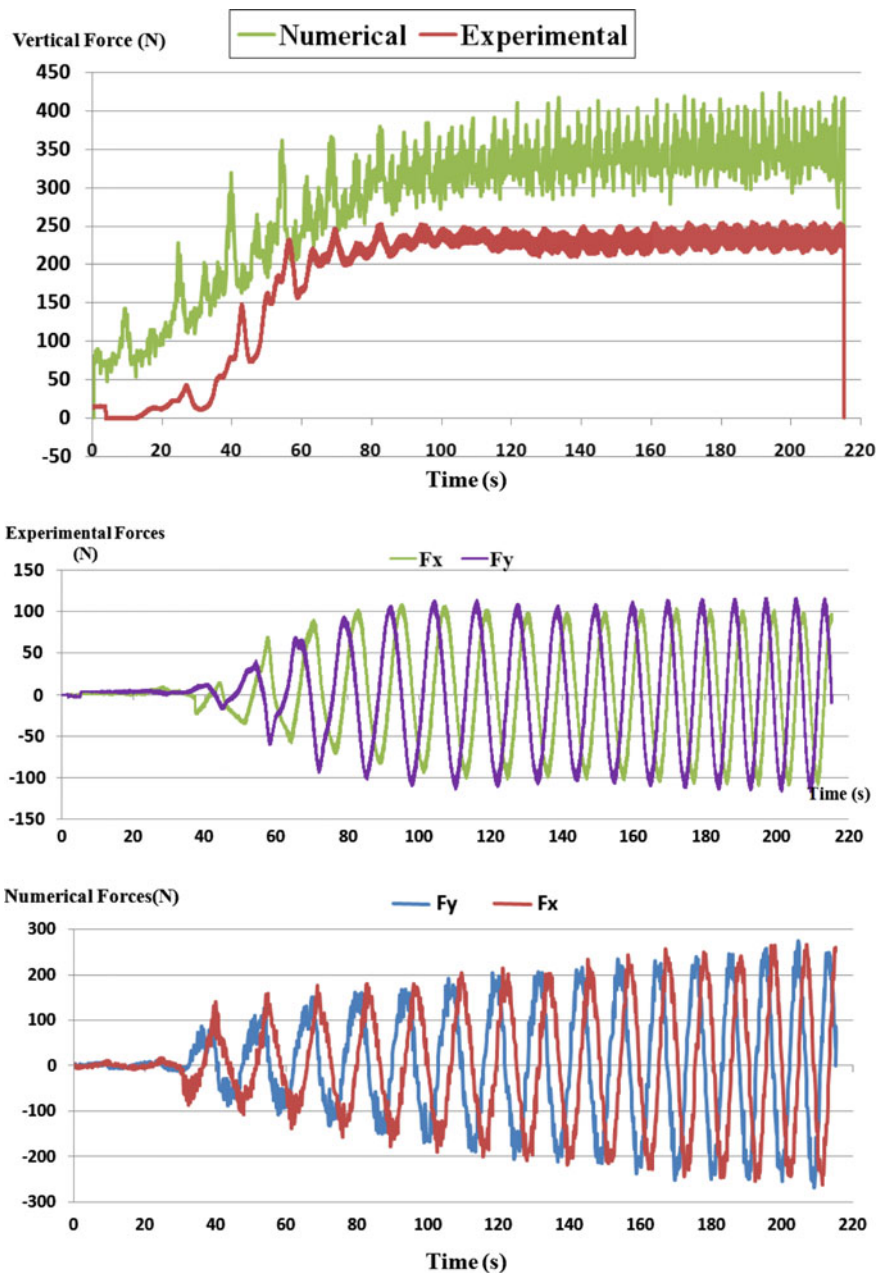 Vertical Force (N)
Numerical Experimental
450
400
350
300
250
200
150
100
50
0
-50
0 20 40 60 80 100 120 140 160 180 200 220
Time (s)
Experimental Forces
(N)
Fx Fy
150
100
50
0
-50
-100
-150
Time (s)
0 20 40 60 80 100 120 140 160 180 200 220
Numerical Forces(N)
Fy Fx
300
200
100
0
-100
-200
-300
0 20 40 60 80 100 120 140 160 180 200 220
Time (s)